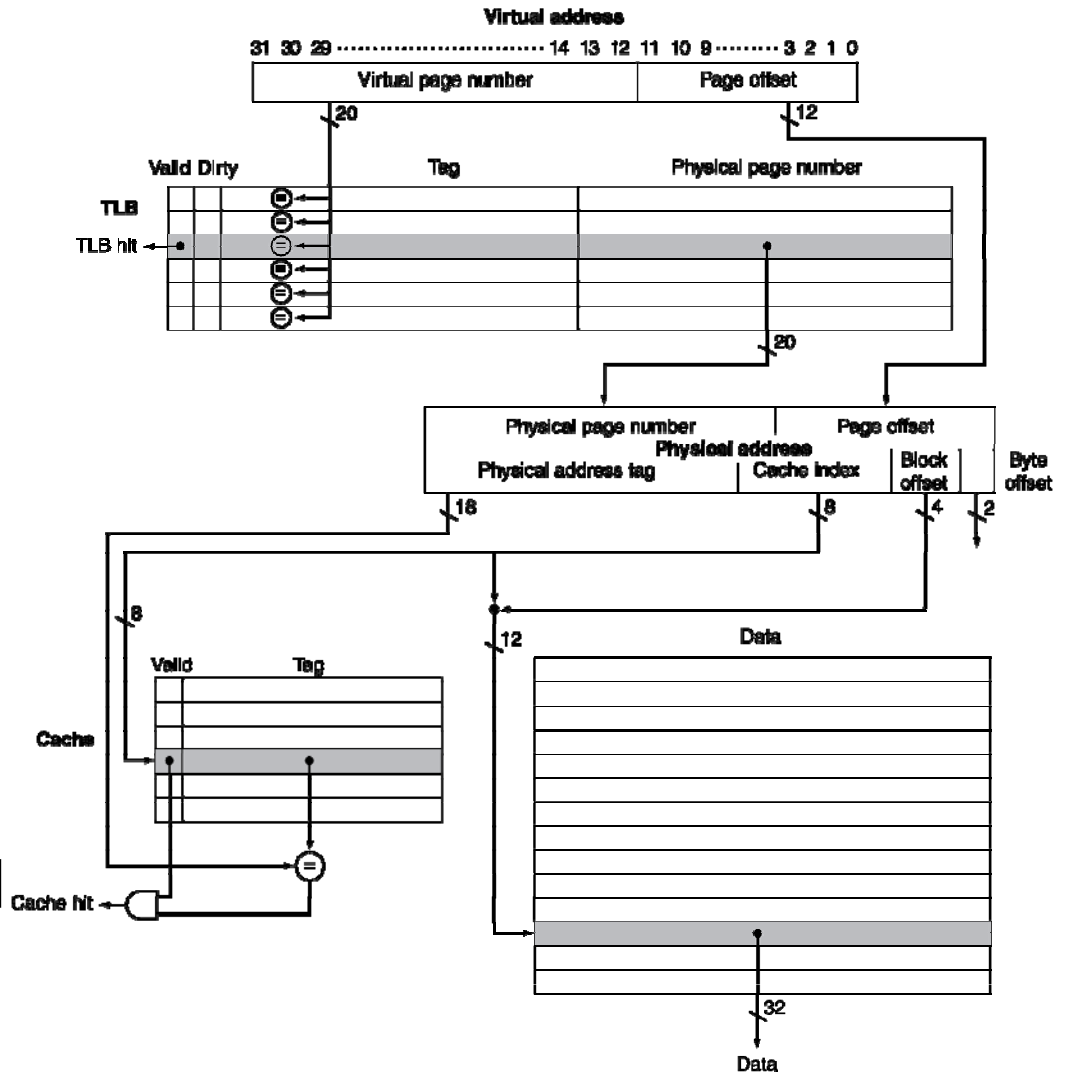 Virtual address
31 30 29 ······················· 14 13 12 11 10 9 ········ 3 2 1 0
Virtual page number Page offset
20 12
Valid Dirty Tag Physical page number
TLB
TLB hit
=
=
=
=
=
=
20
Physical page number Page offset
Physical address
Physical address tag Cache index Block offset Byte offset
18 8 4 2
8
12
Data
Valid Tag
Cache
=
Cache hit
32
Data